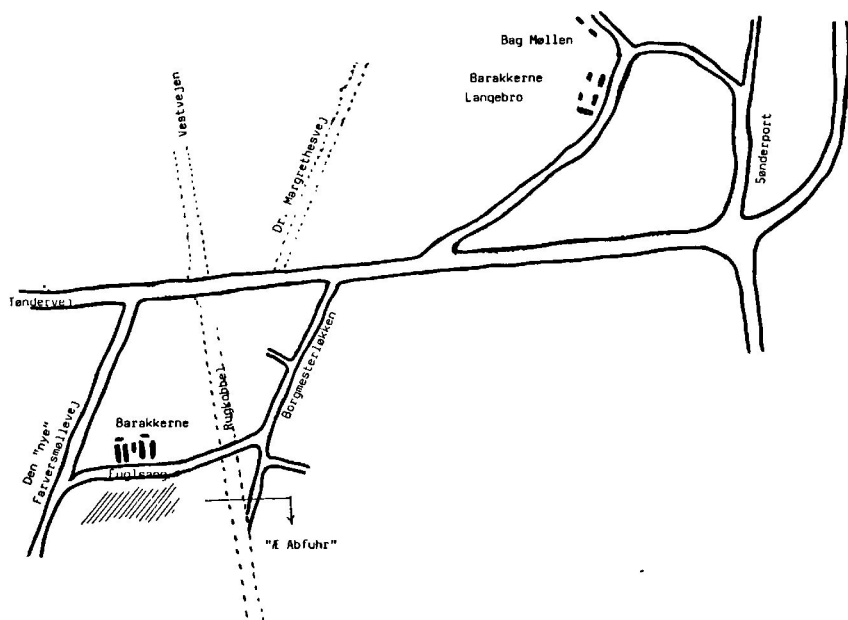 Bag Møllen
Barakkerne
Langebro
Vestvejen
Dr. Margrethesvej
Sønderport
Tøndervej
Borgmesterløkken
Rugkobbel
Barakkerne
Den "nye"
Farversmøllevej
Fuglsang
"Æ Abfuhr"